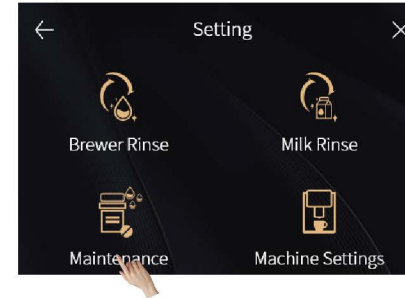 Setting
Brewer Rinse
Milk Rinse
Maintenance
Machine Settings